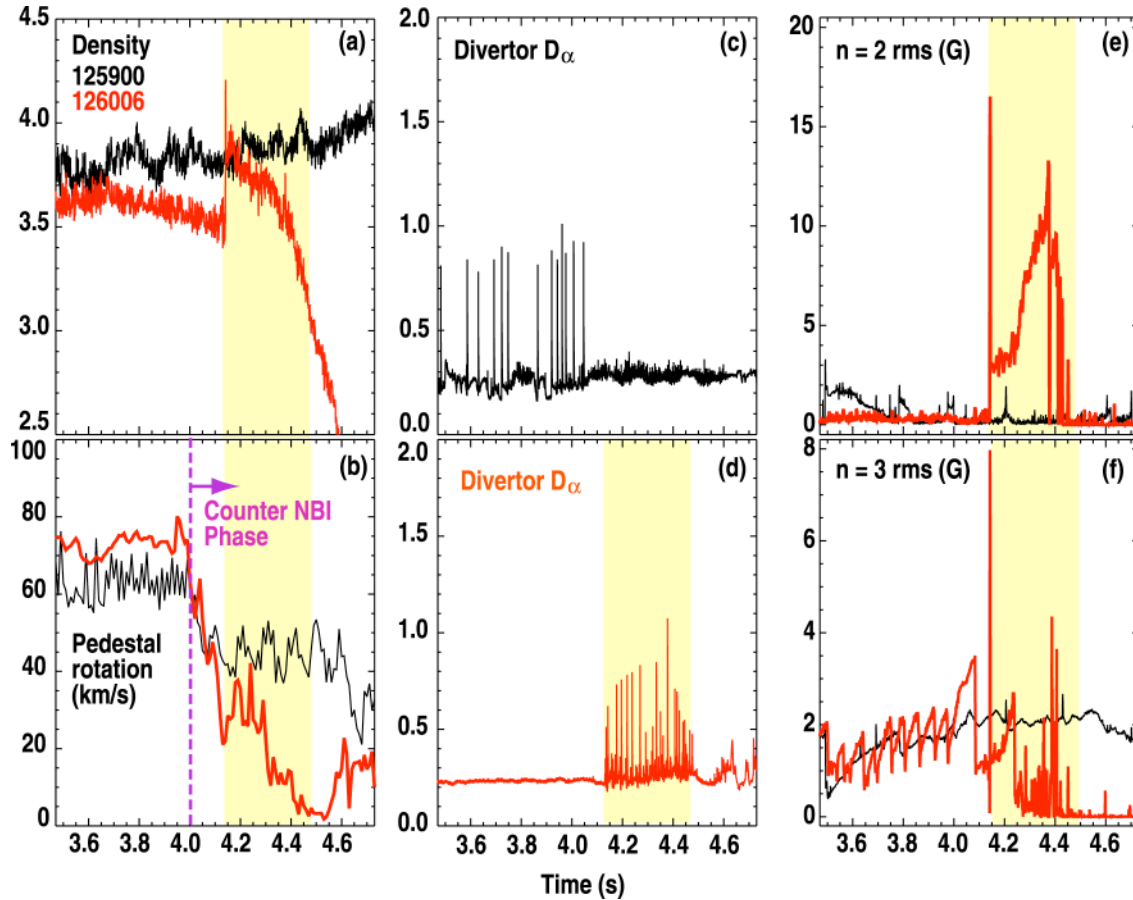 4.5
4.0
3.5
3.0
2.5
Density
125900
126006
(a)
100
80
60
40
20
0
(b)
Counter NBI
Phase
Pedestal
rotation
(km/s)
3.6 3.8 4.0 4.2 4.4 4.6
2.0
1.5
1.0
0.5
0.0
Divertor Dα
(c)
2.0
1.5
1.0
0.5
0.0
Divertor Dα
(d)
3.6 3.8 4.0 4.2 4.4 4.6
Time (s)
20
15
10
5
0
n = 2 rms (G)
(e)
8
6
4
2
0
n = 3 rms (G)
(f)
3.6 3.8 4.0 4.2 4.4 4.6